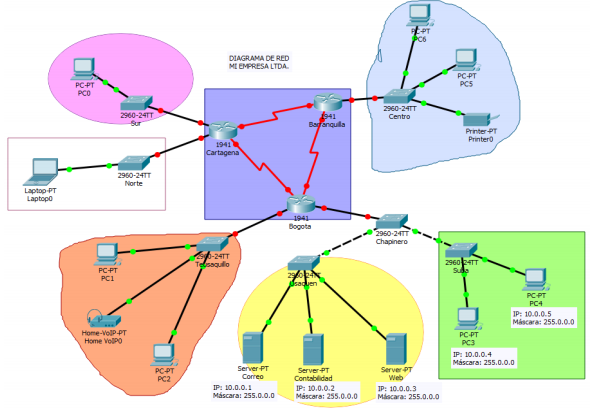 PC-PT
PC6
DIAGRAMA DE RED
MI EMPRESA LTDA.
PC-PT
PC0
PC-PT
PC5
2960-24TT
Sur
1941
Barranquilla
2960-24TT
Centro
Printer-PT
Printer0
1941
Cartagena
2960-24TT
Norte
Laptop-PT
Laptop0
1941
Bogota
2960-24TT
Chapinero
2960-24TT
Teusaquillo
2960-24TT
Suba
PC-PT
PC1
2960-24TT
Usaquen
PC-PT
PC4
IP: 10.0.0.5
Máscara: 255.0.0.0
Home-VoIP-PT
Home VoIP0
PC-PT
PC3
IP: 10.0.0.4
Máscara: 255.0.0.0
PC-PT
PC2
Server-PT
Correo
IP: 10.0.0.1
Máscara: 255.0.0.0
Server-PT
Contabilidad
IP: 10.0.0.2
Máscara: 255.0.0.0
Server-PT
Web
IP: 10.0.0.3
Máscara: 255.0.0.0